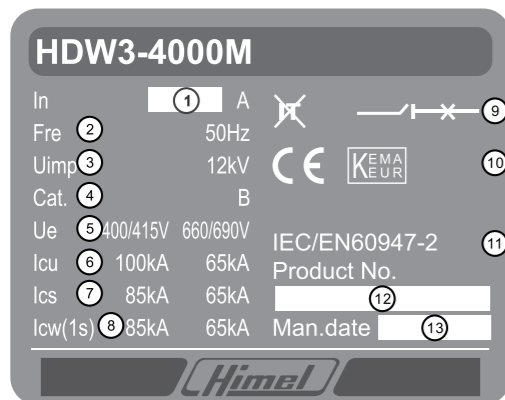 HDW3-4000M
In 1 A
Fre 2 50Hz
Uimp 3 12kV
Cat. 4 B
Ue 5 400/415V 660/690V
Icu 6 100kA 65kA
Ics 7 85kA 65kA
Icw(1s) 8 85kA 65kA
IT 9
CE KEMA EUR 10
IEC/EN60947-2 11
Product No.
12
Man.date 13
Himel